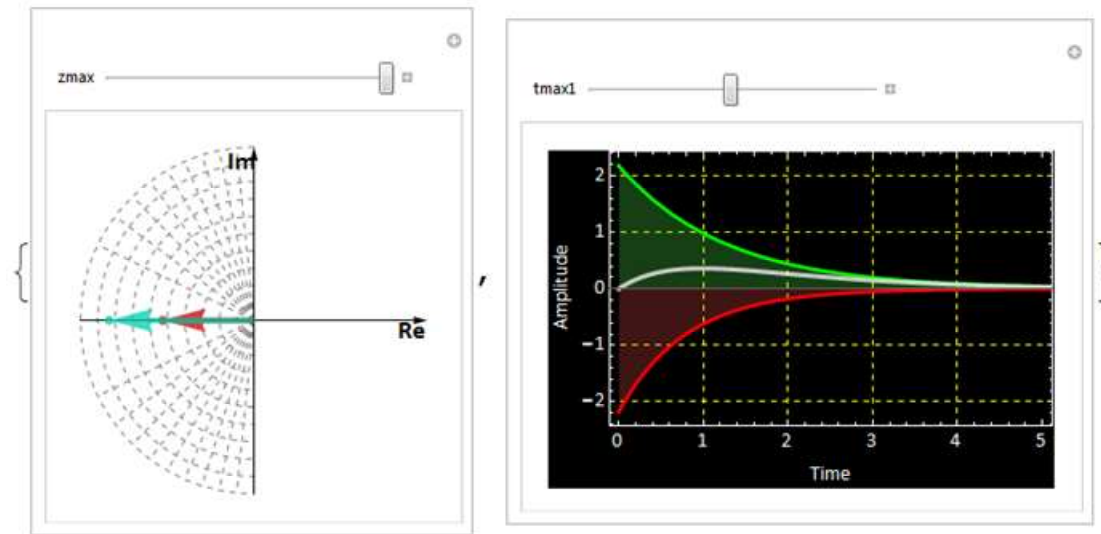 zmax
Im
Re
{
,
tmax1
Amplitude
2
1
0
−1
−2
0 1 2 3 4 5
Time